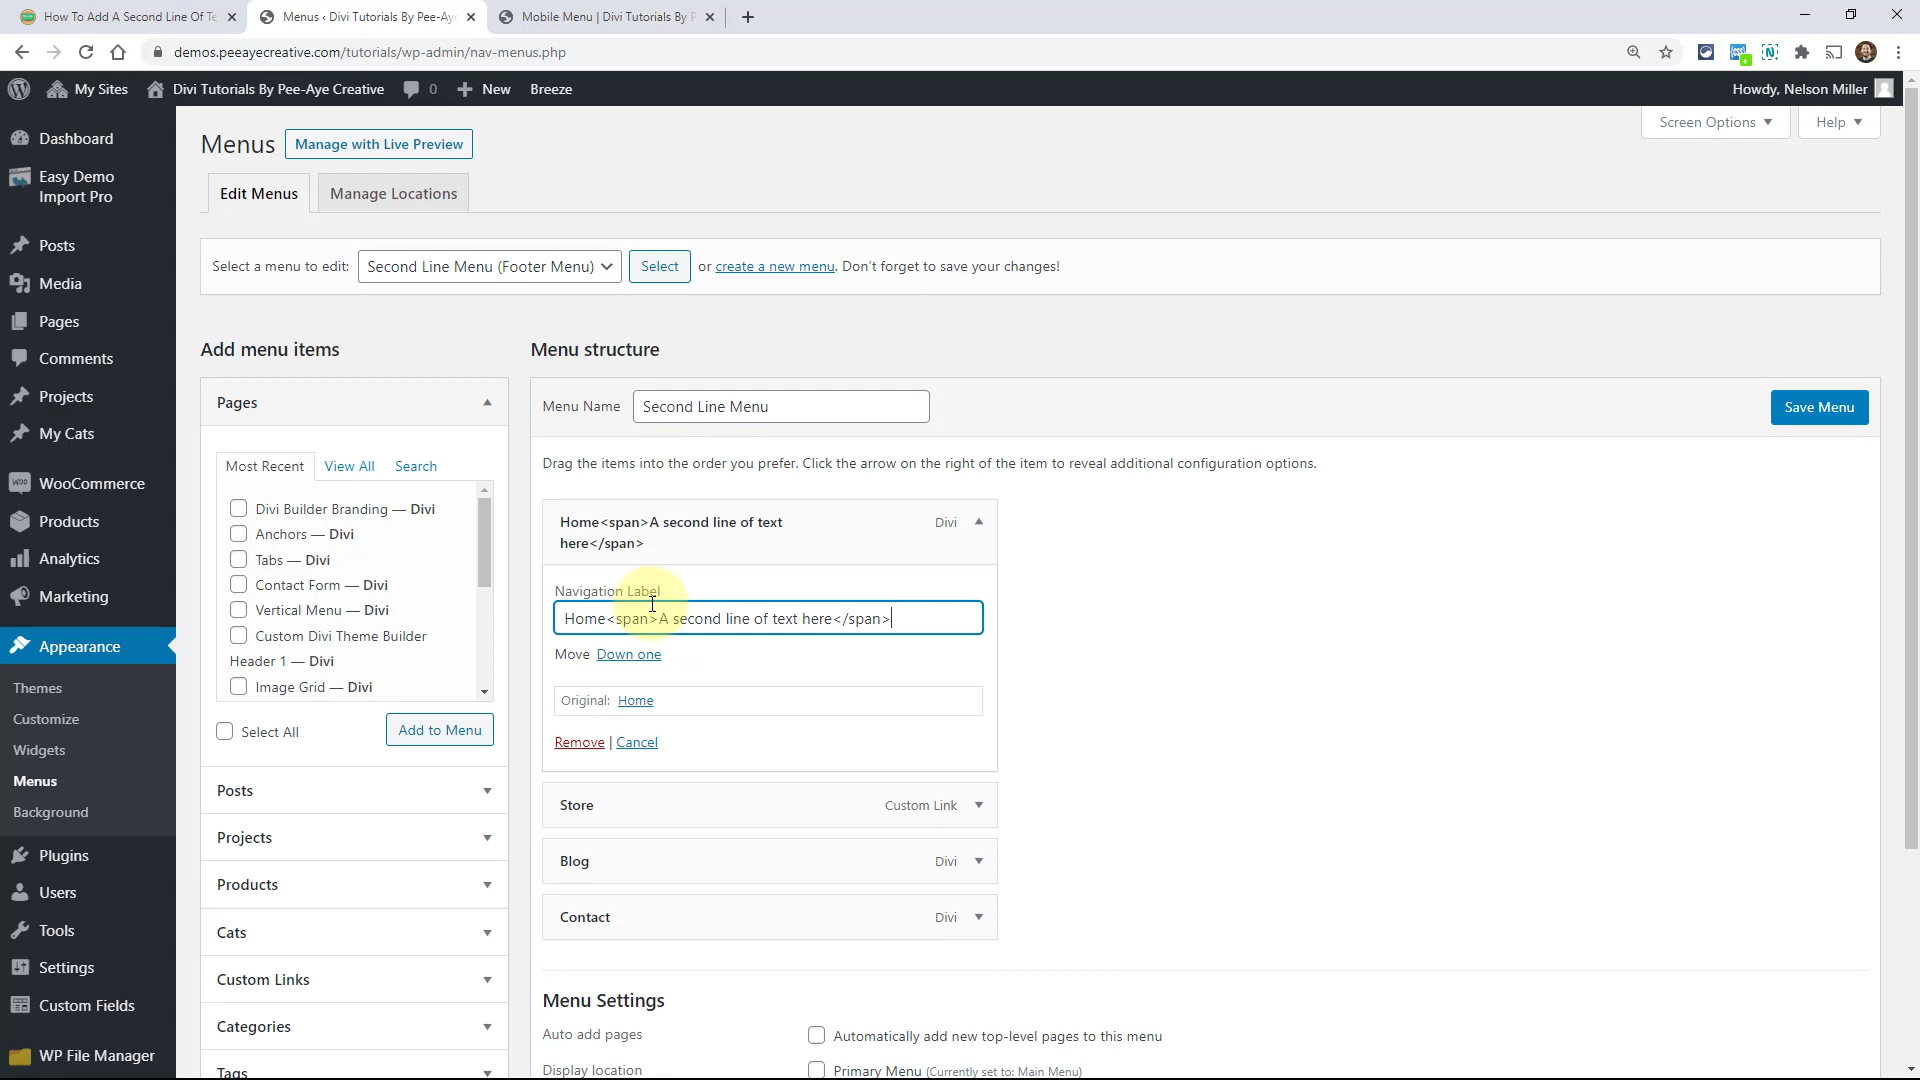 How To Add A Second Line Of Te
Menus ‹ Divi Tutorials By Pee-Aye
Mobile Menu | Divi Tutorials By P
demos.peeayecreative.com/tutorials/wp-admin/nav-menus.php
My Sites
Divi Tutorials By Pee-Aye Creative
0
New
Breeze
Howdy, Nelson Miller
Dashboard
Easy Demo
Import Pro
Posts
Media
Pages
Comments
Projects
My Cats
WooCommerce
Products
Analytics
Marketing
Appearance
Themes
Customize
Widgets
Menus
Background
Plugins
Users
Tools
Settings
Custom Fields
WP File Manager
Screen Options
Help
Menus
Manage with Live Preview
Edit Menus
Manage Locations
Select a menu to edit:
Second Line Menu (Footer Menu)
Select
or create a new menu. Don’t forget to save your changes!
Add menu items
Pages
Most Recent
View All
Search
Divi Builder Branding — Divi
Anchors — Divi
Tabs — Divi
Contact Form — Divi
Vertical Menu — Divi
Custom Divi Theme Builder
Header 1 — Divi
Image Grid — Divi
Select All
Add to Menu
Posts
Projects
Products
Cats
Custom Links
Categories
Tags
Menu structure
Menu Name
Second Line Menu
Save Menu
Drag the items into the order you prefer. Click the arrow on the right of the item to reveal additional configuration options.
Home<span>A second line of text
here</span>
Divi
Navigation Label
Home<span>A second line of text here</span>
Move Down one
Original: Home
Remove | Cancel
Store
Custom Link
Blog
Divi
Contact
Divi
Menu Settings
Auto add pages
Automatically add new top-level pages to this menu
Display location
Primary Menu (Currently set to: Main Menu)